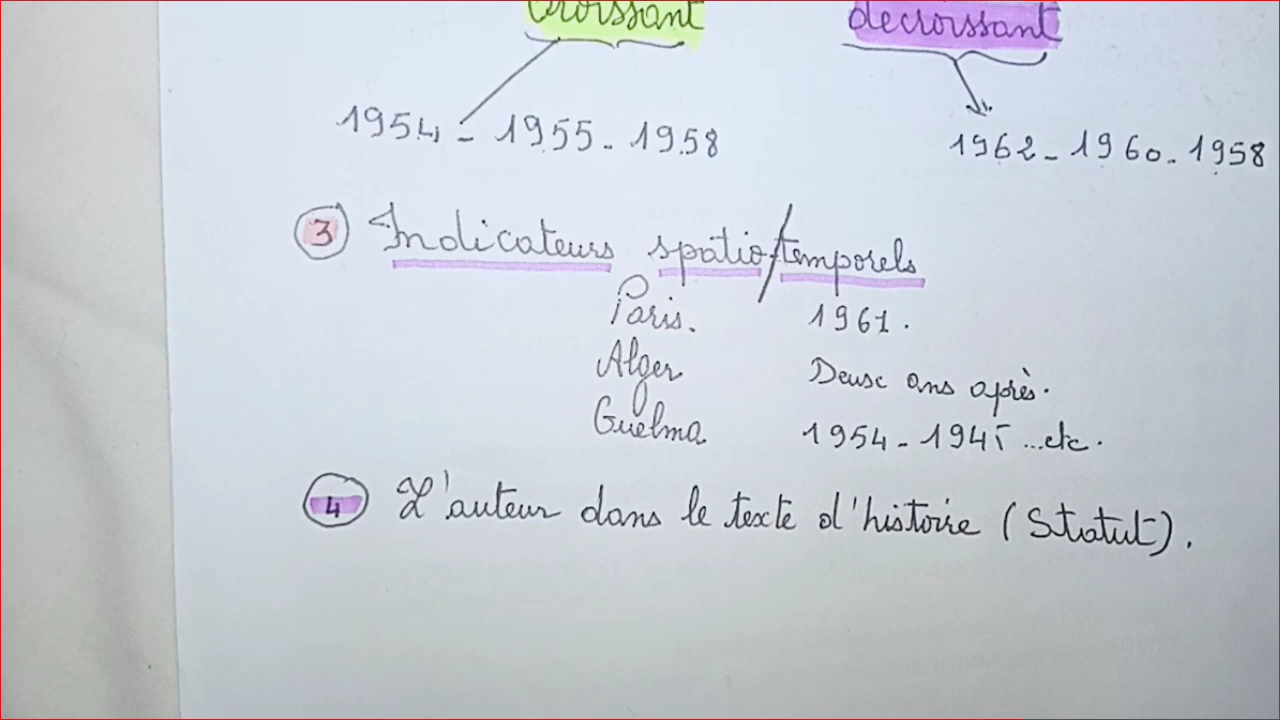 Croissant décroissant
1954 - 1955 - 1958 1962 - 1960 - 1958
3 Indicateurs spatio/temporels
Paris. 1961.
Alger Deux ans après.
Guelma 1954 - 1945 ...etc.
4 L'auteur dans le texte d'histoire (Statut).